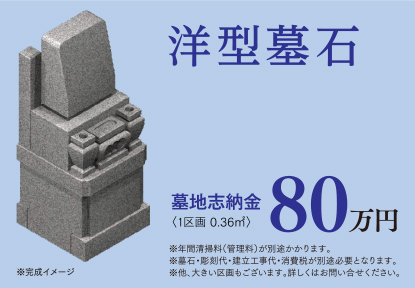 洋型墓石
墓地志納金
〈1区画 0.36㎡〉
80万円
※年間清掃料（管理料）が別途かかります。
※墓石・彫刻代・建立工事代・消費税が別途必要となります。
※他、大きい区画もございます。詳しくはお問い合せください。
※完成イメージ